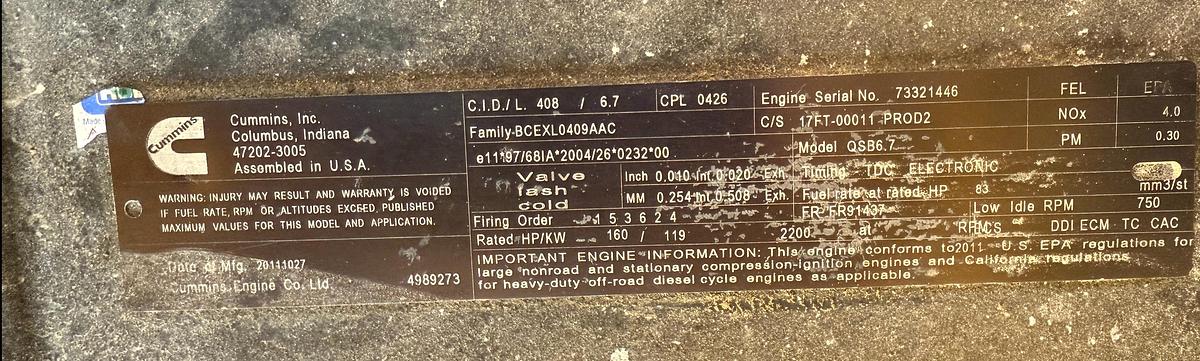 Cummins
Cummins, Inc.
Columbus, Indiana
47202-3005
Assembled in U.S.A.
WARNING: INJURY MAY RESULT AND WARRANTY IS VOIDED
IF FUEL RATE, RPM OR ALTITUDES EXCEED PUBLISHED
MAXIMUM VALUES FOR THIS MODEL AND APPLICATION.
Date of Mfg. 20111027
Cummins Engine Co. Ltd.
4989273
C.I.D./ L. 408 / 6.7 CPL 0426
Family-BCEXL0409AAC
e11*97/68IA*2004/26*0232*00
Valve lash cold
Inch 0.010 Int 0.020 Exh.
MM 0.254 Int 0.508 Exh.
Firing Order 1 5 3 6 2 4
Rated HP/KW 160 / 119 2200 at
Engine Serial No. 73321446
C/S 17FT-00011 PROD2
Model QSB6.7
Timing TDC ELECTRONIC
Fuel rate at rated HP 83 mm3/st
FR FR91437 Low Idle RPM 750
DDI ECM TC CAC
FEL EPA
NOx 4.0
PM 0.30
IMPORTANT ENGINE INFORMATION: This engine conforms to2011 U.S. EPA regulations for
large nonroad and stationary compression-ignition engines and California regulations
for heavy-duty off-road diesel cycle engines as applicable.